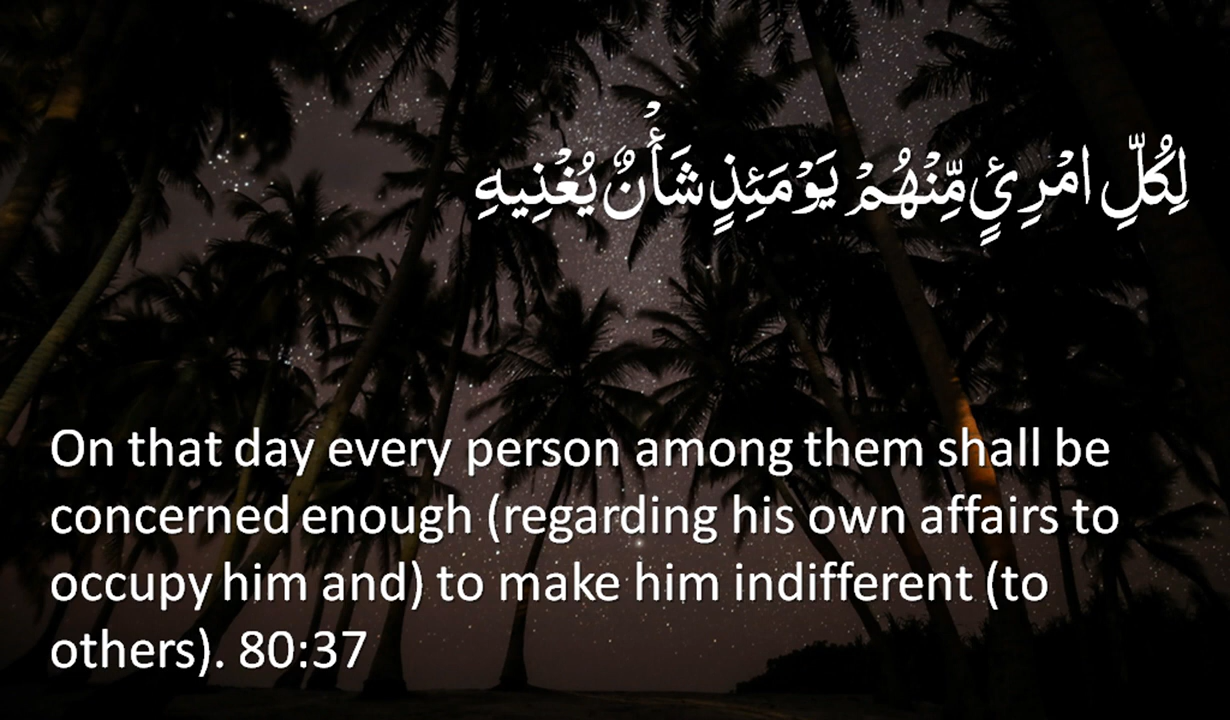 لِكُلِّ امْرِئٍ مِّنْهُمْ يَوْمَئِذٍ شَأْنٌ يُغْنِيهِ
On that day every person among them shall be
concerned enough (regarding his own affairs to
occupy him and) to make him indifferent (to
others). 80:37